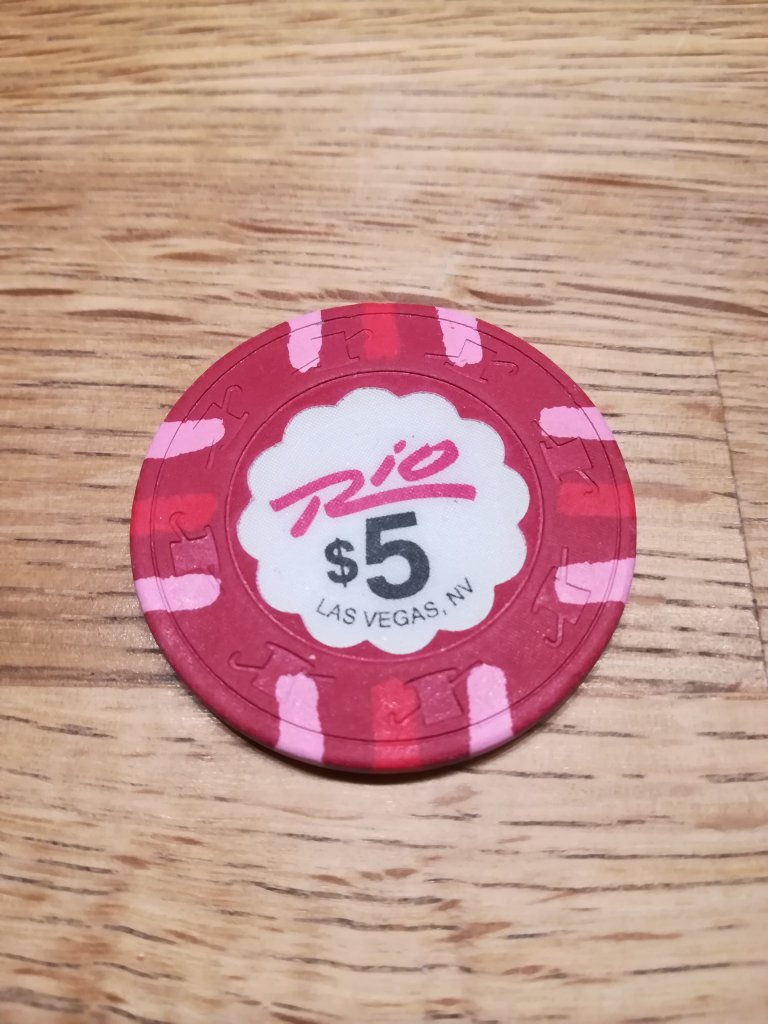 Rio
$5
LAS VEGAS, NV